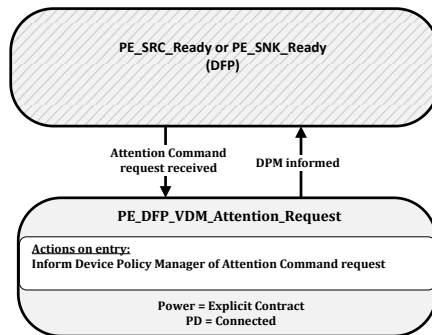 PE_SRC_Ready or PE_SNK_Ready
(DFP)
Attention Command
request received
DPM informed
PE_DFP_VDM_Attention_Request
Actions on entry:
Inform Device Policy Manager of Attention Command request
Power = Explicit Contract
PD = Connected